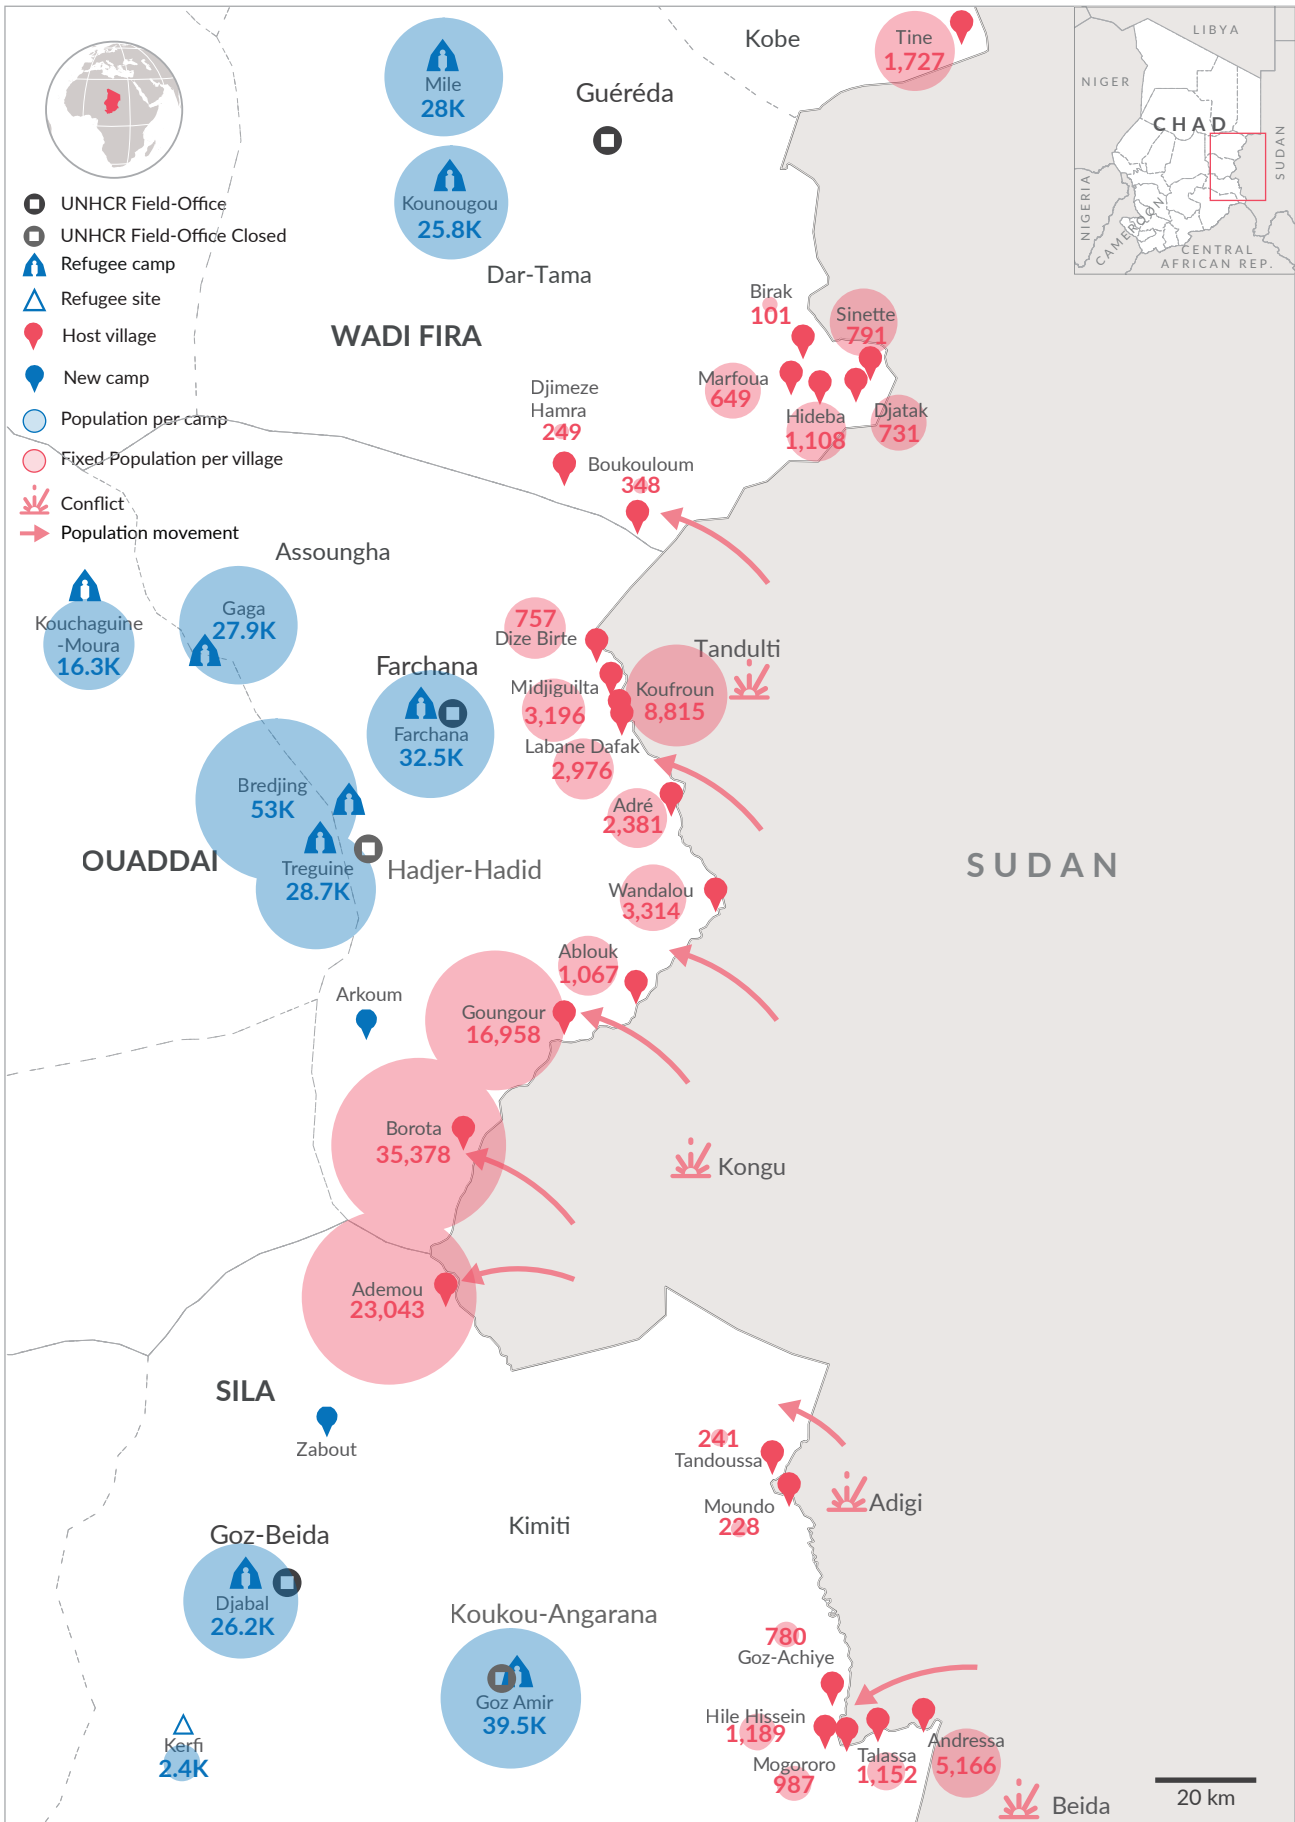 Kobe
Tine
1,727
LIBYA
NIGER
CHAD
SUDAN
NIGERIA
CAMEROON
CENTRAL
AFRICAN REP.
Mile
28K
Guéréda
Kounougou
25.8K
UNHCR Field-Office
UNHCR Field-Office Closed
Refugee camp
Refugee site
Host village
New camp
Population per camp
Fixed Population per village
Conflict
Population movement
Dar-Tama
WADI FIRA
Birak
101
Sinette
791
Marfoua
649
Hideba
1,108
Djatak
731
Djimeze
Hamra
249
Boukouloum
348
Assoungha
Kouchaguine
-Moura
16.3K
Gaga
27.9K
757
Dize Birte
Tandulti
Farchana
Farchana
32.5K
Midjiguilta
3,196
Koufroun
8,815
Labane Dafak
2,976
Bredjing
53K
Adré
2,381
OUADDAI
Treguine
28.7K
Hadjer-Hadid
SUDAN
Wandalou
3,314
Ablouk
1,067
Arkoum
Goungour
16,958
Borota
35,378
Kongu
Ademou
23,043
SILA
Zabout
241
Tandoussa
Moundo
228
Adigi
Kimiti
Goz-Beida
Djabal
26.2K
Koukou-Angarana
Goz Amir
39.5K
780
Goz-Achiye
Kerfi
2.4K
Hile Hissein
1,189
Mogororo
987
Talassa
1,152
Andressa
5,166
Beida
20 km